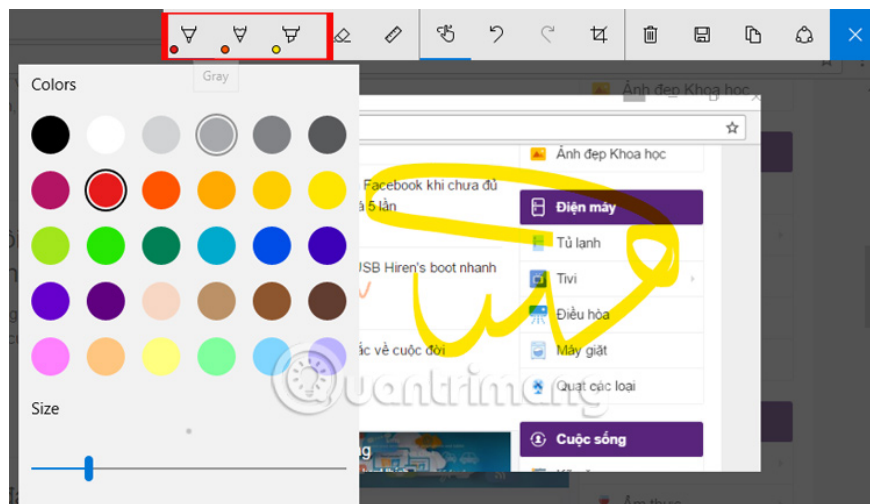 Colors
Gray
Ảnh đẹp Khoa học
Ảnh đẹp Khoa học
Facebook khi chưa đủ
5 lần
Điện máy
Tủ lạnh
USB Hiren's boot nhanh
Tivi
Điều hòa
ắc về cuộc đời
Máy giặt
Quạt các loại
Quantrimang
Size
Cuộc sống
Ẩm thực